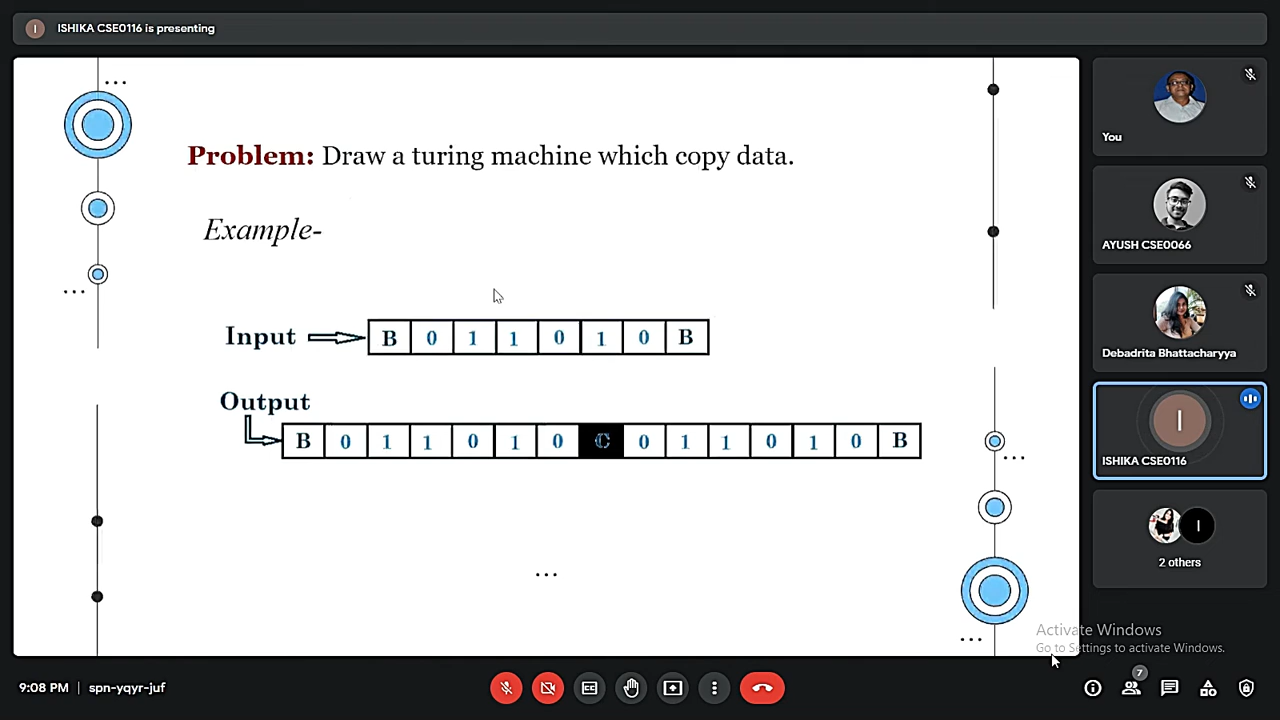 I ISHIKA CSE0116 is presenting
Problem: Draw a turing machine which copy data.
Example-
Input B 0 1 1 0 1 0 B
Output
B 0 1 1 0 1 0 C 0 1 1 0 1 0 B
You
AYUSH CSE0066
Debadrita Bhattacharyya
I
ISHIKA CSE0116
I
2 others
Activate Windows
Go to Settings to activate Windows.
9:08 PM | spn-yqyr-juf
7